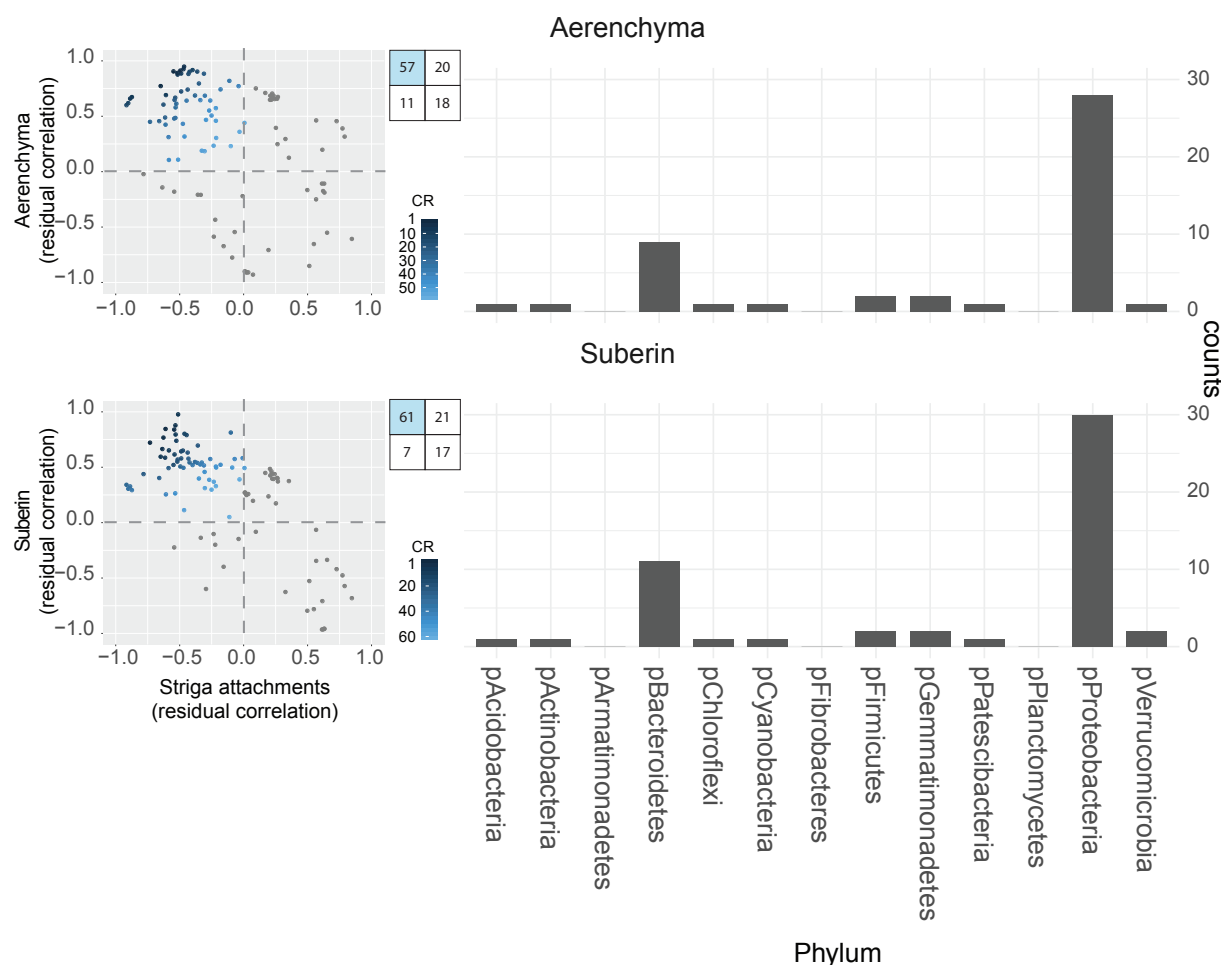 Aerenchyma
Aerenchyma
(residual correlation)
1.0
0.5
0.0
−0.5
−1.0
−1.0 −0.5 0.0 0.5 1.0
57 20
11 18
CR
1
10
20
30
40
50
30
20
10
0
Suberin
counts
Suberin
(residual correlation)
1.0
0.5
0.0
−0.5
−1.0
−1.0 −0.5 0.0 0.5 1.0
Striga attachments
(residual correlation)
61 21
7 17
CR
1
20
40
60
30
20
10
0
pAcidobacteria
pActinobacteria
pArmatimonadetes
pBacteroidetes
pChloroflexi
pCyanobacteria
pFibrobacteres
pFirmicutes
pGemmatimonadetes
pPatescibacteria
pPlanctomycetes
pProteobacteria
pVerrucomicrobia
Phylum